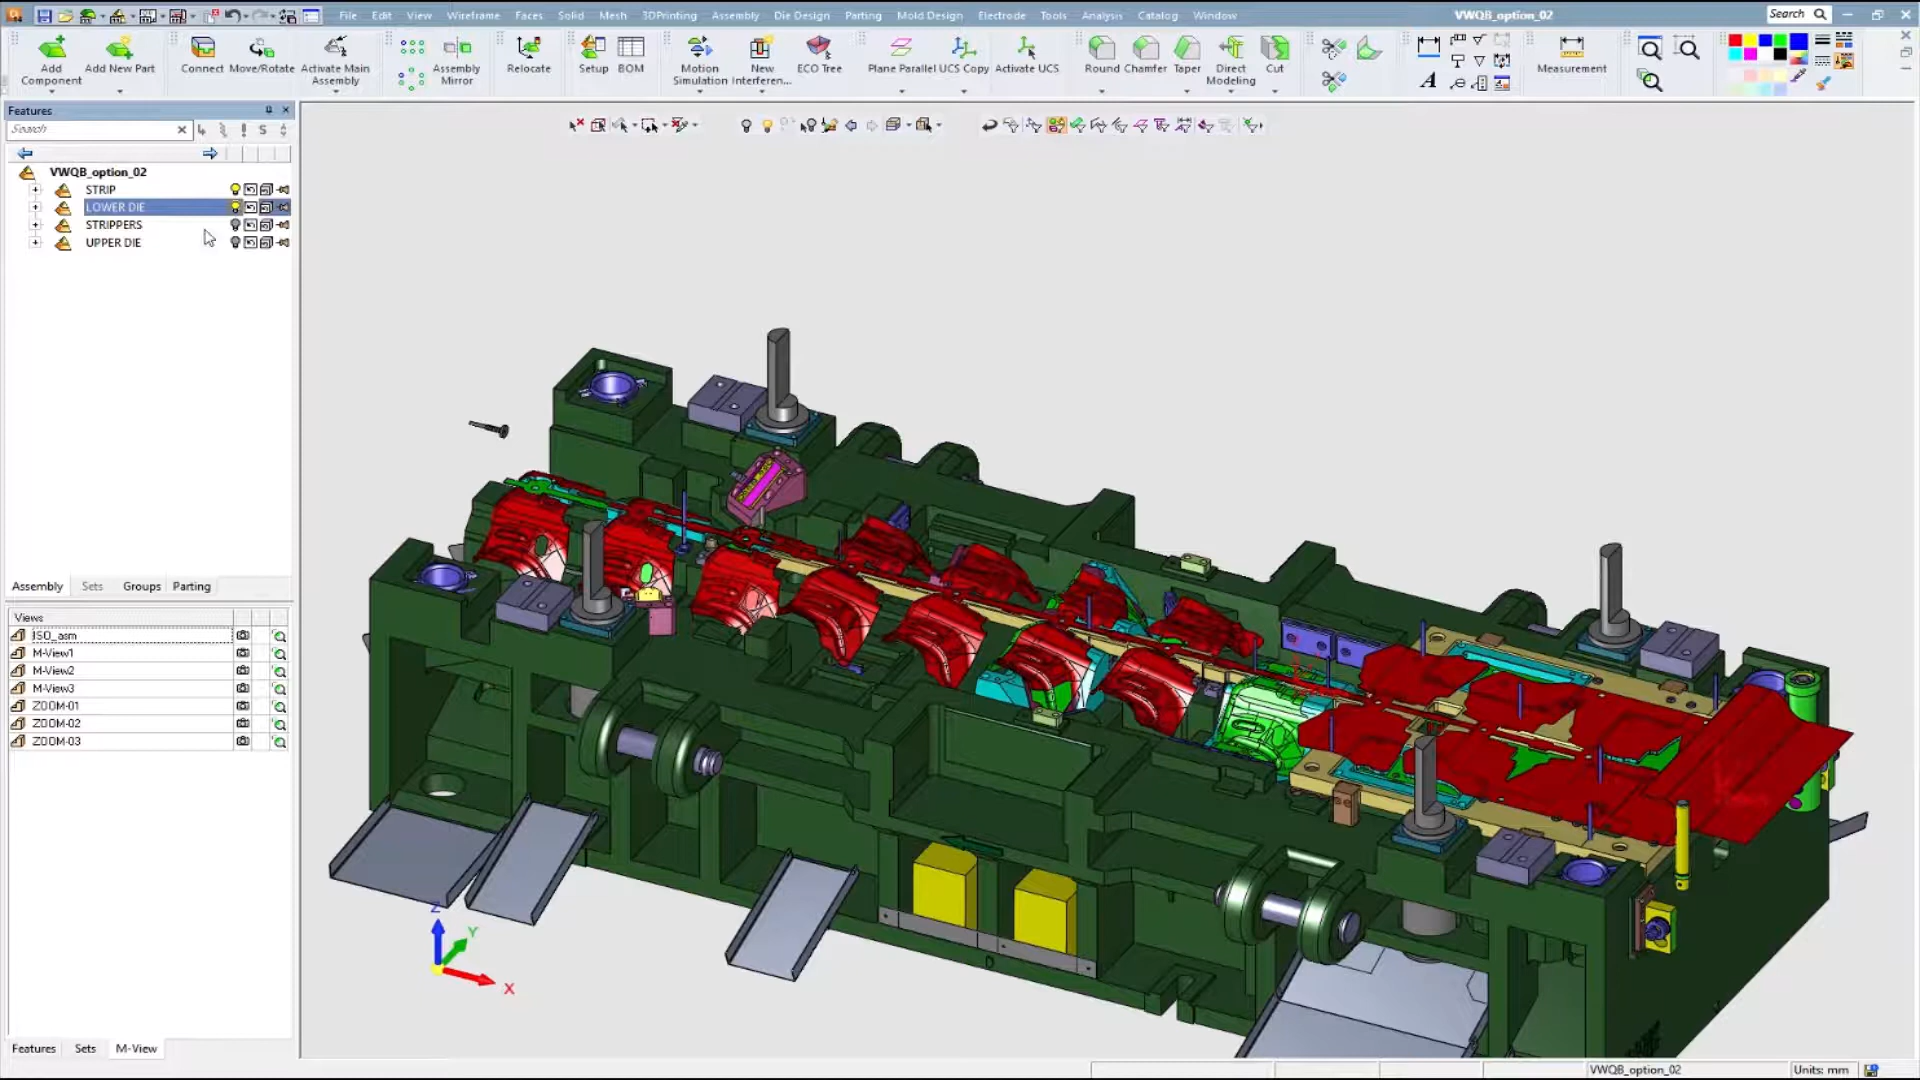 File Edit View Wireframe Faces Solid Mesh 3DPrinting Assembly Die Design Parting Mold Design Electrode Tools Analysis Catalog Window VWQB_option_02 Search
Add Component
Add New Part
Connect
Move/Rotate
Activate Main Assembly
Assembly Mirror
Relocate
Setup
BOM
Motion Simulation
New Interferen...
ECO Tree
Plane Parallel
UCS Copy
Activate UCS
Round
Chamfer
Taper
Direct Modeling
Cut
A
Measurement
Features
Search
S
VWQB_option_02
STRIP
LOWER DIE
STRIPPERS
UPPER DIE
Assembly Sets Groups Parting
Views
ISO_asm
M-View1
M-View2
M-View3
ZOOM-01
ZOOM-02
ZOOM-03
Z
Y
X
Features Sets M-View
VWQB_option_02 Units: mm